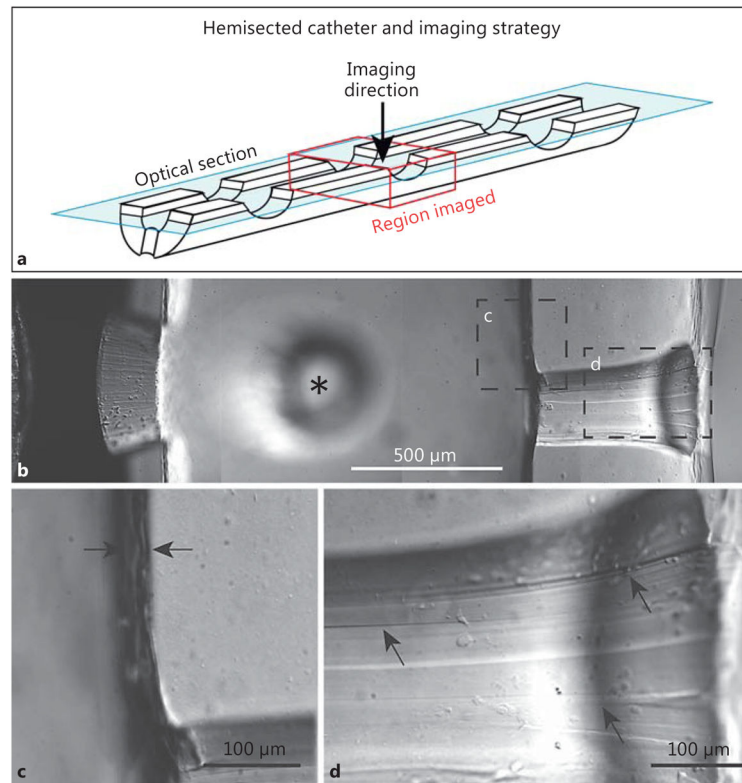 Hemisected catheter and imaging strategy
Imaging
direction
Optical section
Region imaged
a
c
d
*
500 µm
b
100 µm
c
100 µm
d